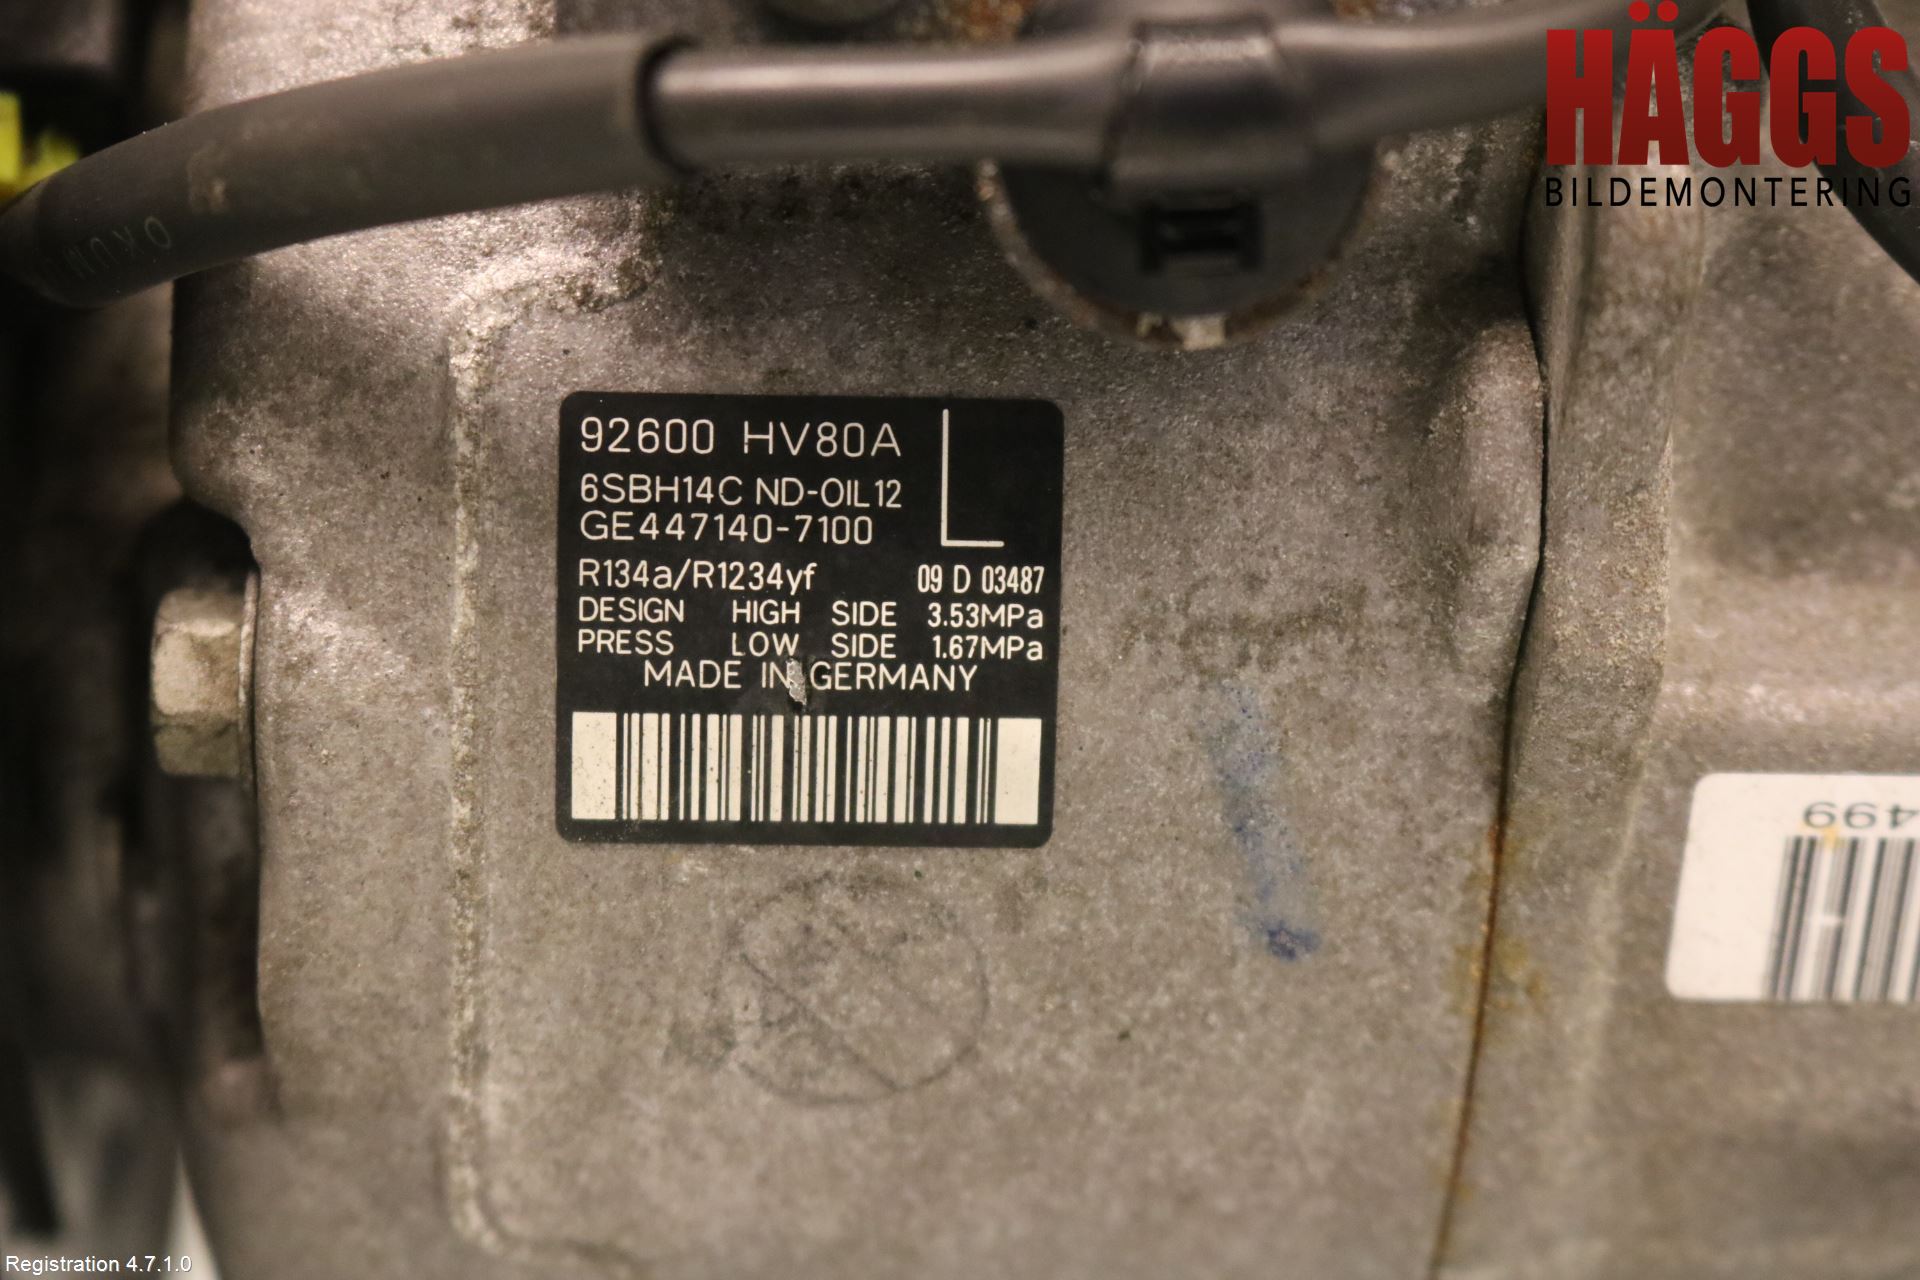 HÄGGS
BILDEMONTERING
92600 HV80A
6SBH14C ND-OIL12
GE447140-7100
R134a/R1234yf 09 D 03487
DESIGN HIGH SIDE 3.53MPa
PRESS LOW SIDE 1.67MPa
MADE IN GERMANY
499
Registration 4.7.1.0